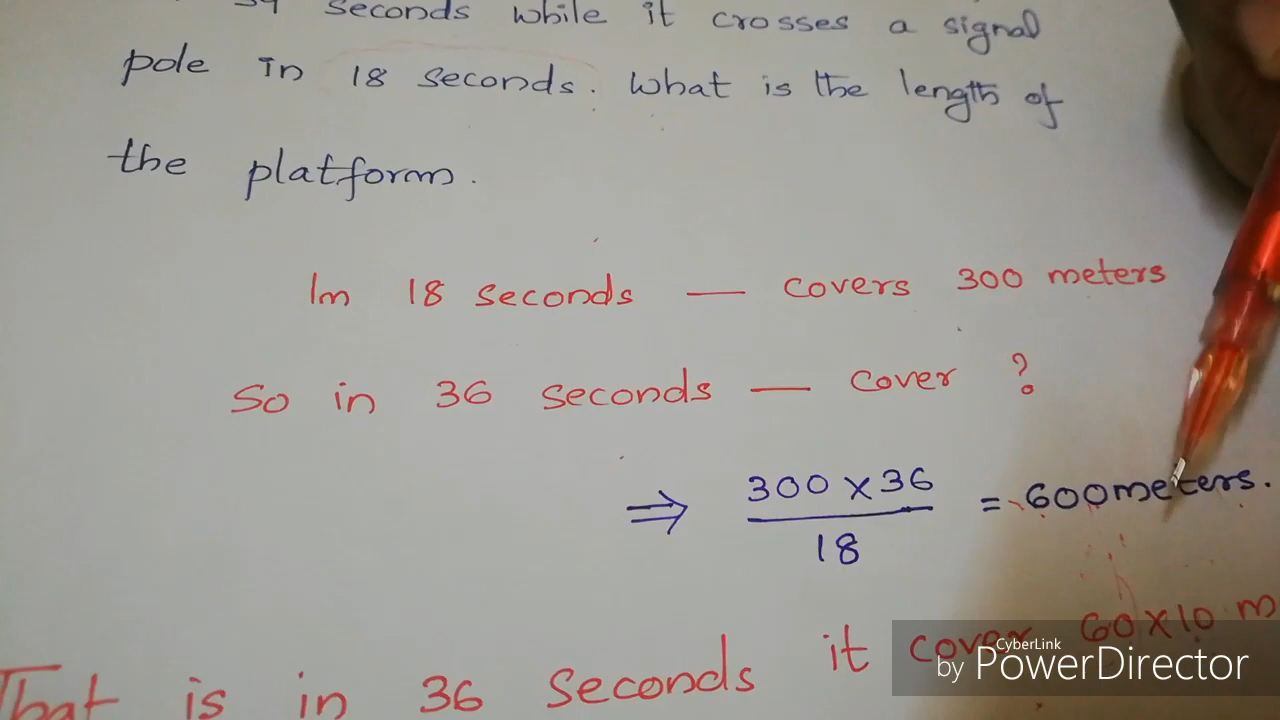 seconds while it crosses a signal
pole in 18 seconds. What is the length of
the platform.
In 18 seconds — covers 300 meters
So in 36 seconds — cover ?
⇒ 300 x 36 / 18 = 600 meters.
That is in 36 seconds it cover 60 x 10 m
CyberLink
by PowerDirector